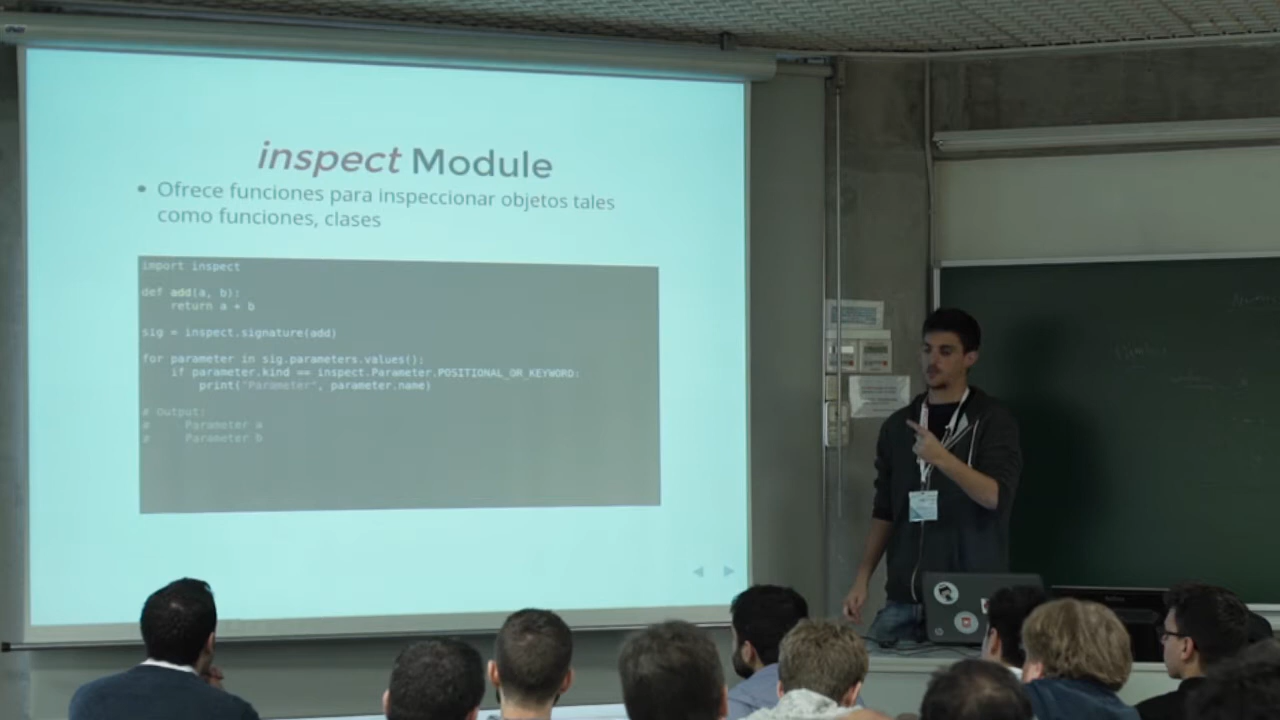 inspect Module
• Ofrece funciones para inspeccionar objetos tales
como funciones, clases
import inspect
def add(a, b):
    return a + b
sig = inspect.signature(add)
for parameter in sig.parameters.values():
    if parameter.kind == inspect.Parameter.POSITIONAL_OR_KEYWORD:
        print("Parameter", parameter.name)
# Output:
#     Parameter a
#     Parameter b